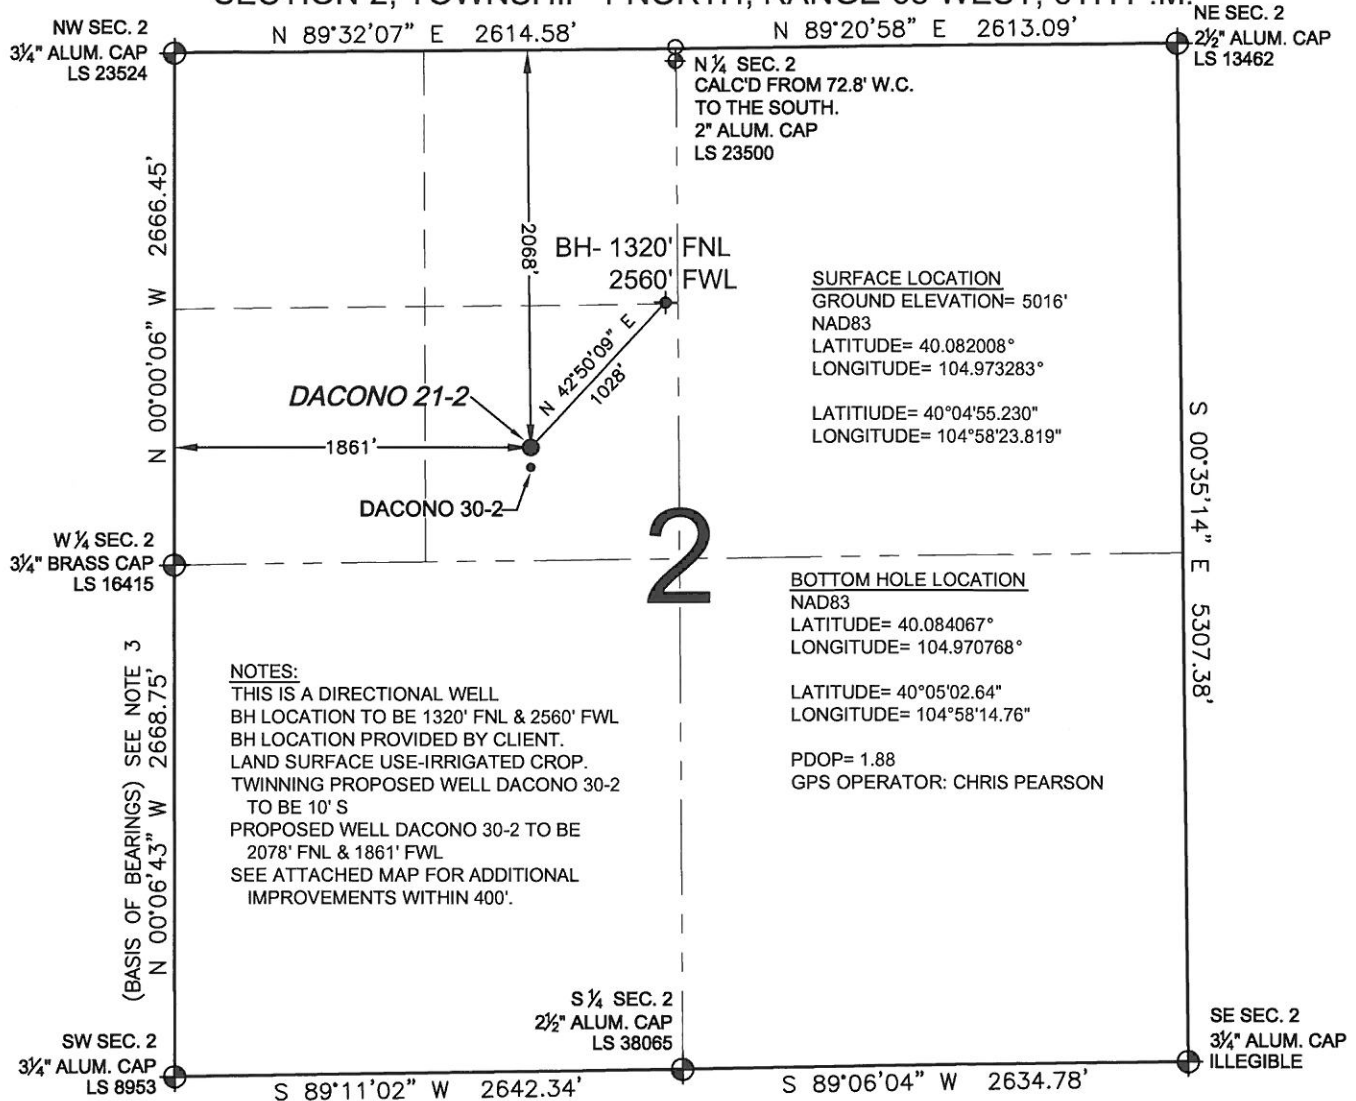 NW SEC. 2
3¼" ALUM. CAP
LS 23524
N 89°32'07" E 2614.58'
N 89°20'58" E 2613.09'
NE SEC. 2
2½" ALUM. CAP
LS 13462
N ¼ SEC. 2
CALC'D FROM 72.8' W.C.
TO THE SOUTH.
2" ALUM. CAP
LS 23500
N 00°00'06" W 2666.45'
2068'
BH- 1320' FNL
2560' FWL
N 42°50'09" E
1028'
DACONO 21-2
1861'
DACONO 30-2
SURFACE LOCATION
GROUND ELEVATION= 5016'
NAD83
LATITUDE= 40.082008°
LONGITUDE= 104.973283°
LATITIUDE= 40°04'55.230"
LONGITUDE= 104°58'23.819"
S 00°35'14" E 5307.38'
W ¼ SEC. 2
3¼" BRASS CAP
LS 16415
2
BOTTOM HOLE LOCATION
NAD83
LATITUDE= 40.084067°
LONGITUDE= 104.970768°
LATITUDE= 40°05'02.64"
LONGITUDE= 104°58'14.76"
PDOP= 1.88
GPS OPERATOR: CHRIS PEARSON
(BASIS OF BEARINGS) SEE NOTE 3
N 00°06'43" W 2668.75'
NOTES:
THIS IS A DIRECTIONAL WELL
BH LOCATION TO BE 1320' FNL & 2560' FWL
BH LOCATION PROVIDED BY CLIENT.
LAND SURFACE USE-IRRIGATED CROP.
TWINNING PROPOSED WELL DACONO 30-2
TO BE 10' S
PROPOSED WELL DACONO 30-2 TO BE
2078' FNL & 1861' FWL
SEE ATTACHED MAP FOR ADDITIONAL
IMPROVEMENTS WITHIN 400'.
SW SEC. 2
3¼" ALUM. CAP
LS 8953
S 89°11'02" W 2642.34'
S ¼ SEC. 2
2½" ALUM. CAP
LS 38065
S 89°06'04" W 2634.78'
SE SEC. 2
3¼" ALUM. CAP
ILLEGIBLE